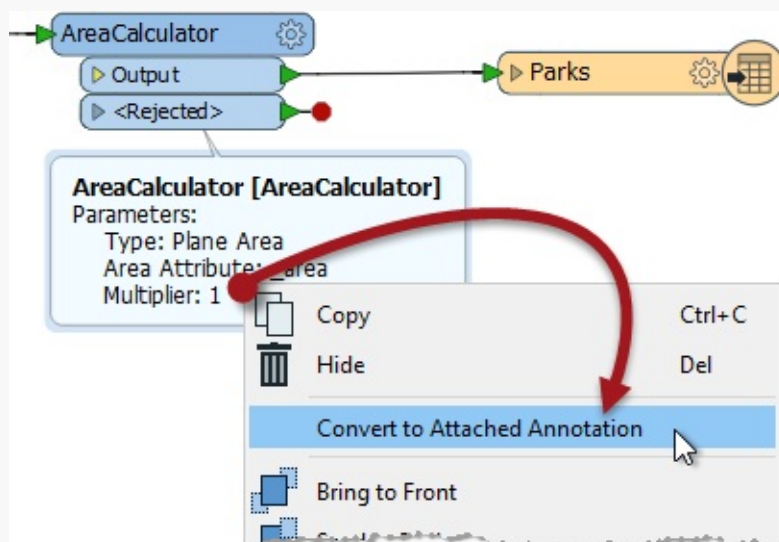 AreaCalculator
Output
<Rejected>
Parks
AreaCalculator [AreaCalculator]
Parameters:
Type: Plane Area
Area Attribute: _area
Multiplier: 1
Copy Ctrl+C
Hide Del
Convert to Attached Annotation
Bring to Front